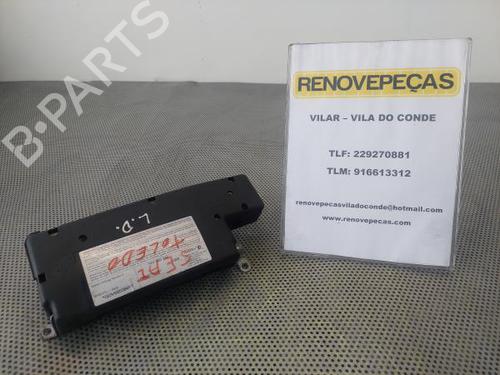 B-PARTS
RENOVEPEÇAS
VILAR – VILA DO CONDE
TLF: 229270881
TLM: 916613312
renovepecasviladoconde@hotmail.com
www.renovepecas.com
L.D.
SEAT
TOLEDO